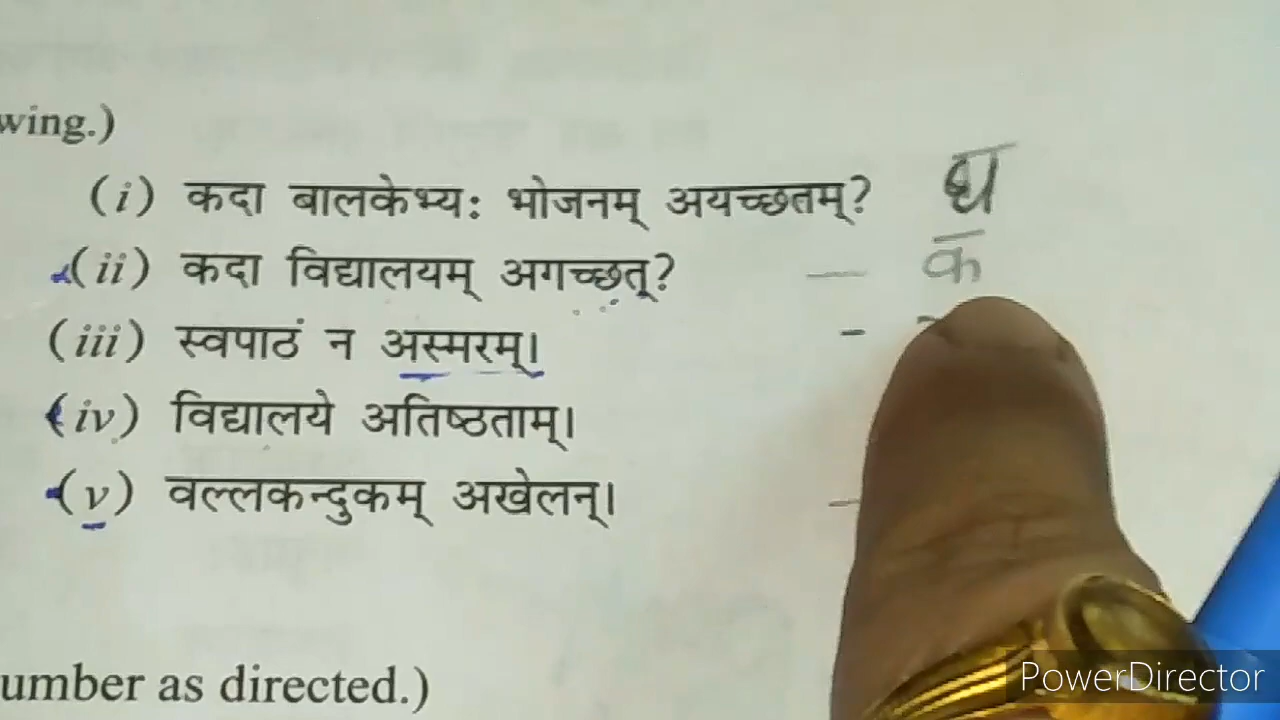 wing.)
(i) कदा बालकेभ्यः भोजनम् अयच्छतम्? घ
(ii) कदा विद्यालयम् अगच्छत्? — क
(iii) स्वपाठं न अस्मरम्। -
(iv) विद्यालये अतिष्ठताम्।
(v) वल्लकन्दुकम् अखेलन्। -
umber as directed.)
PowerDirector